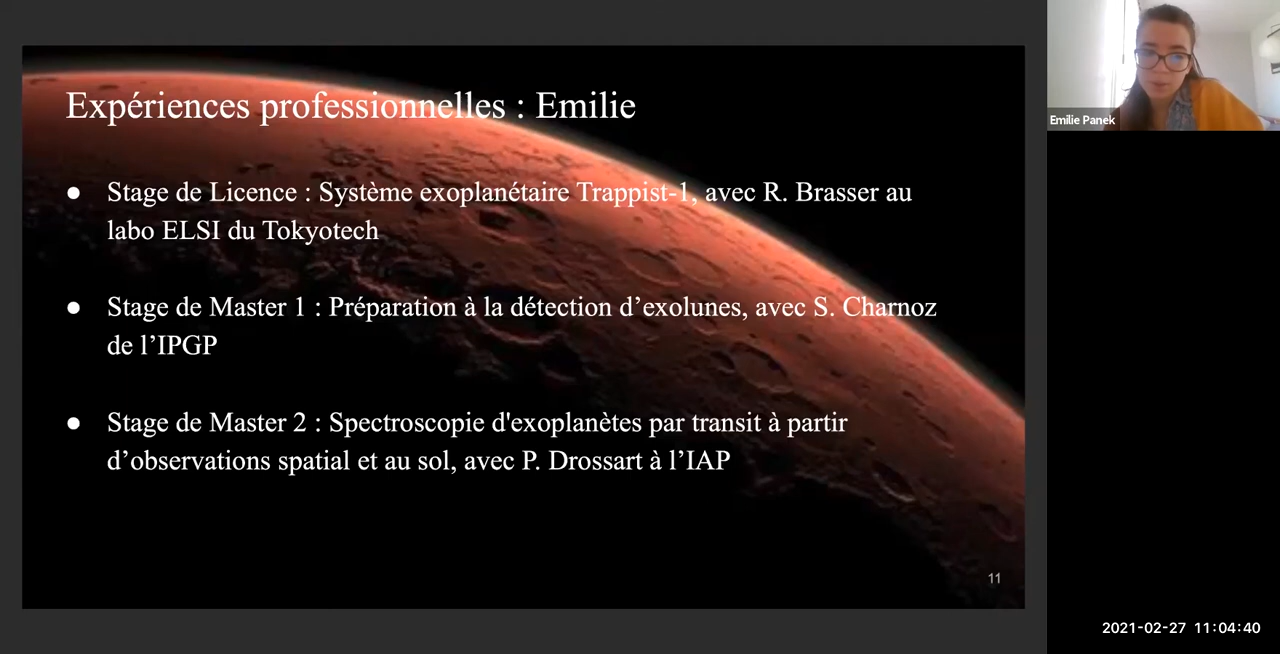 Expériences professionnelles : Emilie
● Stage de Licence : Système exoplanétaire Trappist-1, avec R. Brasser au
labo ELSI du Tokyotech
● Stage de Master 1 : Préparation à la détection d’exolunes, avec S. Charnoz
de l’IPGP
● Stage de Master 2 : Spectroscopie d'exoplanètes par transit à partir
d’observations spatial et au sol, avec P. Drossart à l’IAP
11
Emilie Panek
2021-02-27 11:04:40